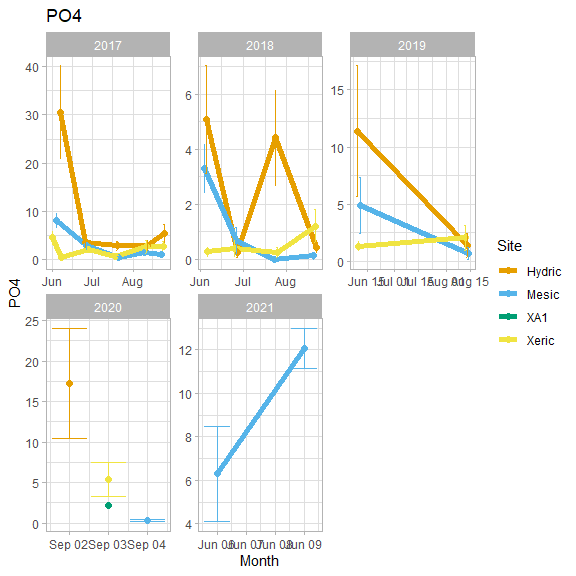 PO4
2017 2018 2019
40
30
20
10
0
6
4
2
0
15
10
5
0
Jun Jul Aug
Jun Jul Aug
Jun 15 Jul 01 Jul 15 Aug 01 Aug 15
PO4
2020 2021
25
20
15
10
5
0
12
10
8
6
4
Sep 02 Sep 03 Sep 04
Jun 06 Jun 07 Jun 08 Jun 09
Month
Site
Hydric
Mesic
XA1
Xeric